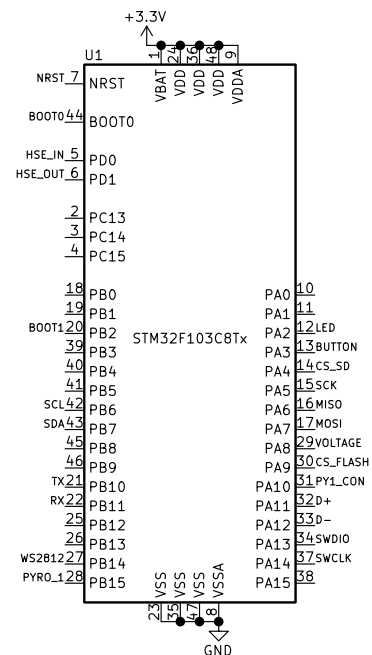 +3.3V
U1
1 24 36 48 9
VBAT VDD VDD VDD VDDA
NRST 7 NRST
BOOT0 44 BOOT0
HSE_IN 5 PD0
HSE_OUT 6 PD1
2 PC13
3 PC14
4 PC15
18 PB0 PA0 10
19 PB1 PA1 11
BOOT1 20 PB2 PA2 12 LED
STM32F103C8Tx
39 PB3 PA3 13 BUTTON
40 PB4 PA4 14 CS_SD
41 PB5 PA5 15 SCK
SCL 42 PB6 PA6 16 MISO
SDA 43 PB7 PA7 17 MOSI
45 PB8 PA8 29 VOLTAGE
46 PB9 PA9 30 CS_FLASH
TX 21 PB10 PA10 31 PY1_CON
RX 22 PB11 PA11 32 D+
25 PB12 PA12 33 D-
26 PB13 PA13 34 SWDIO
WS2812 27 PB14 PA14 37 SWCLK
PYRO_1 28 PB15 PA15 38
VSS VSS VSS VSSA
23 35 47 8
GND